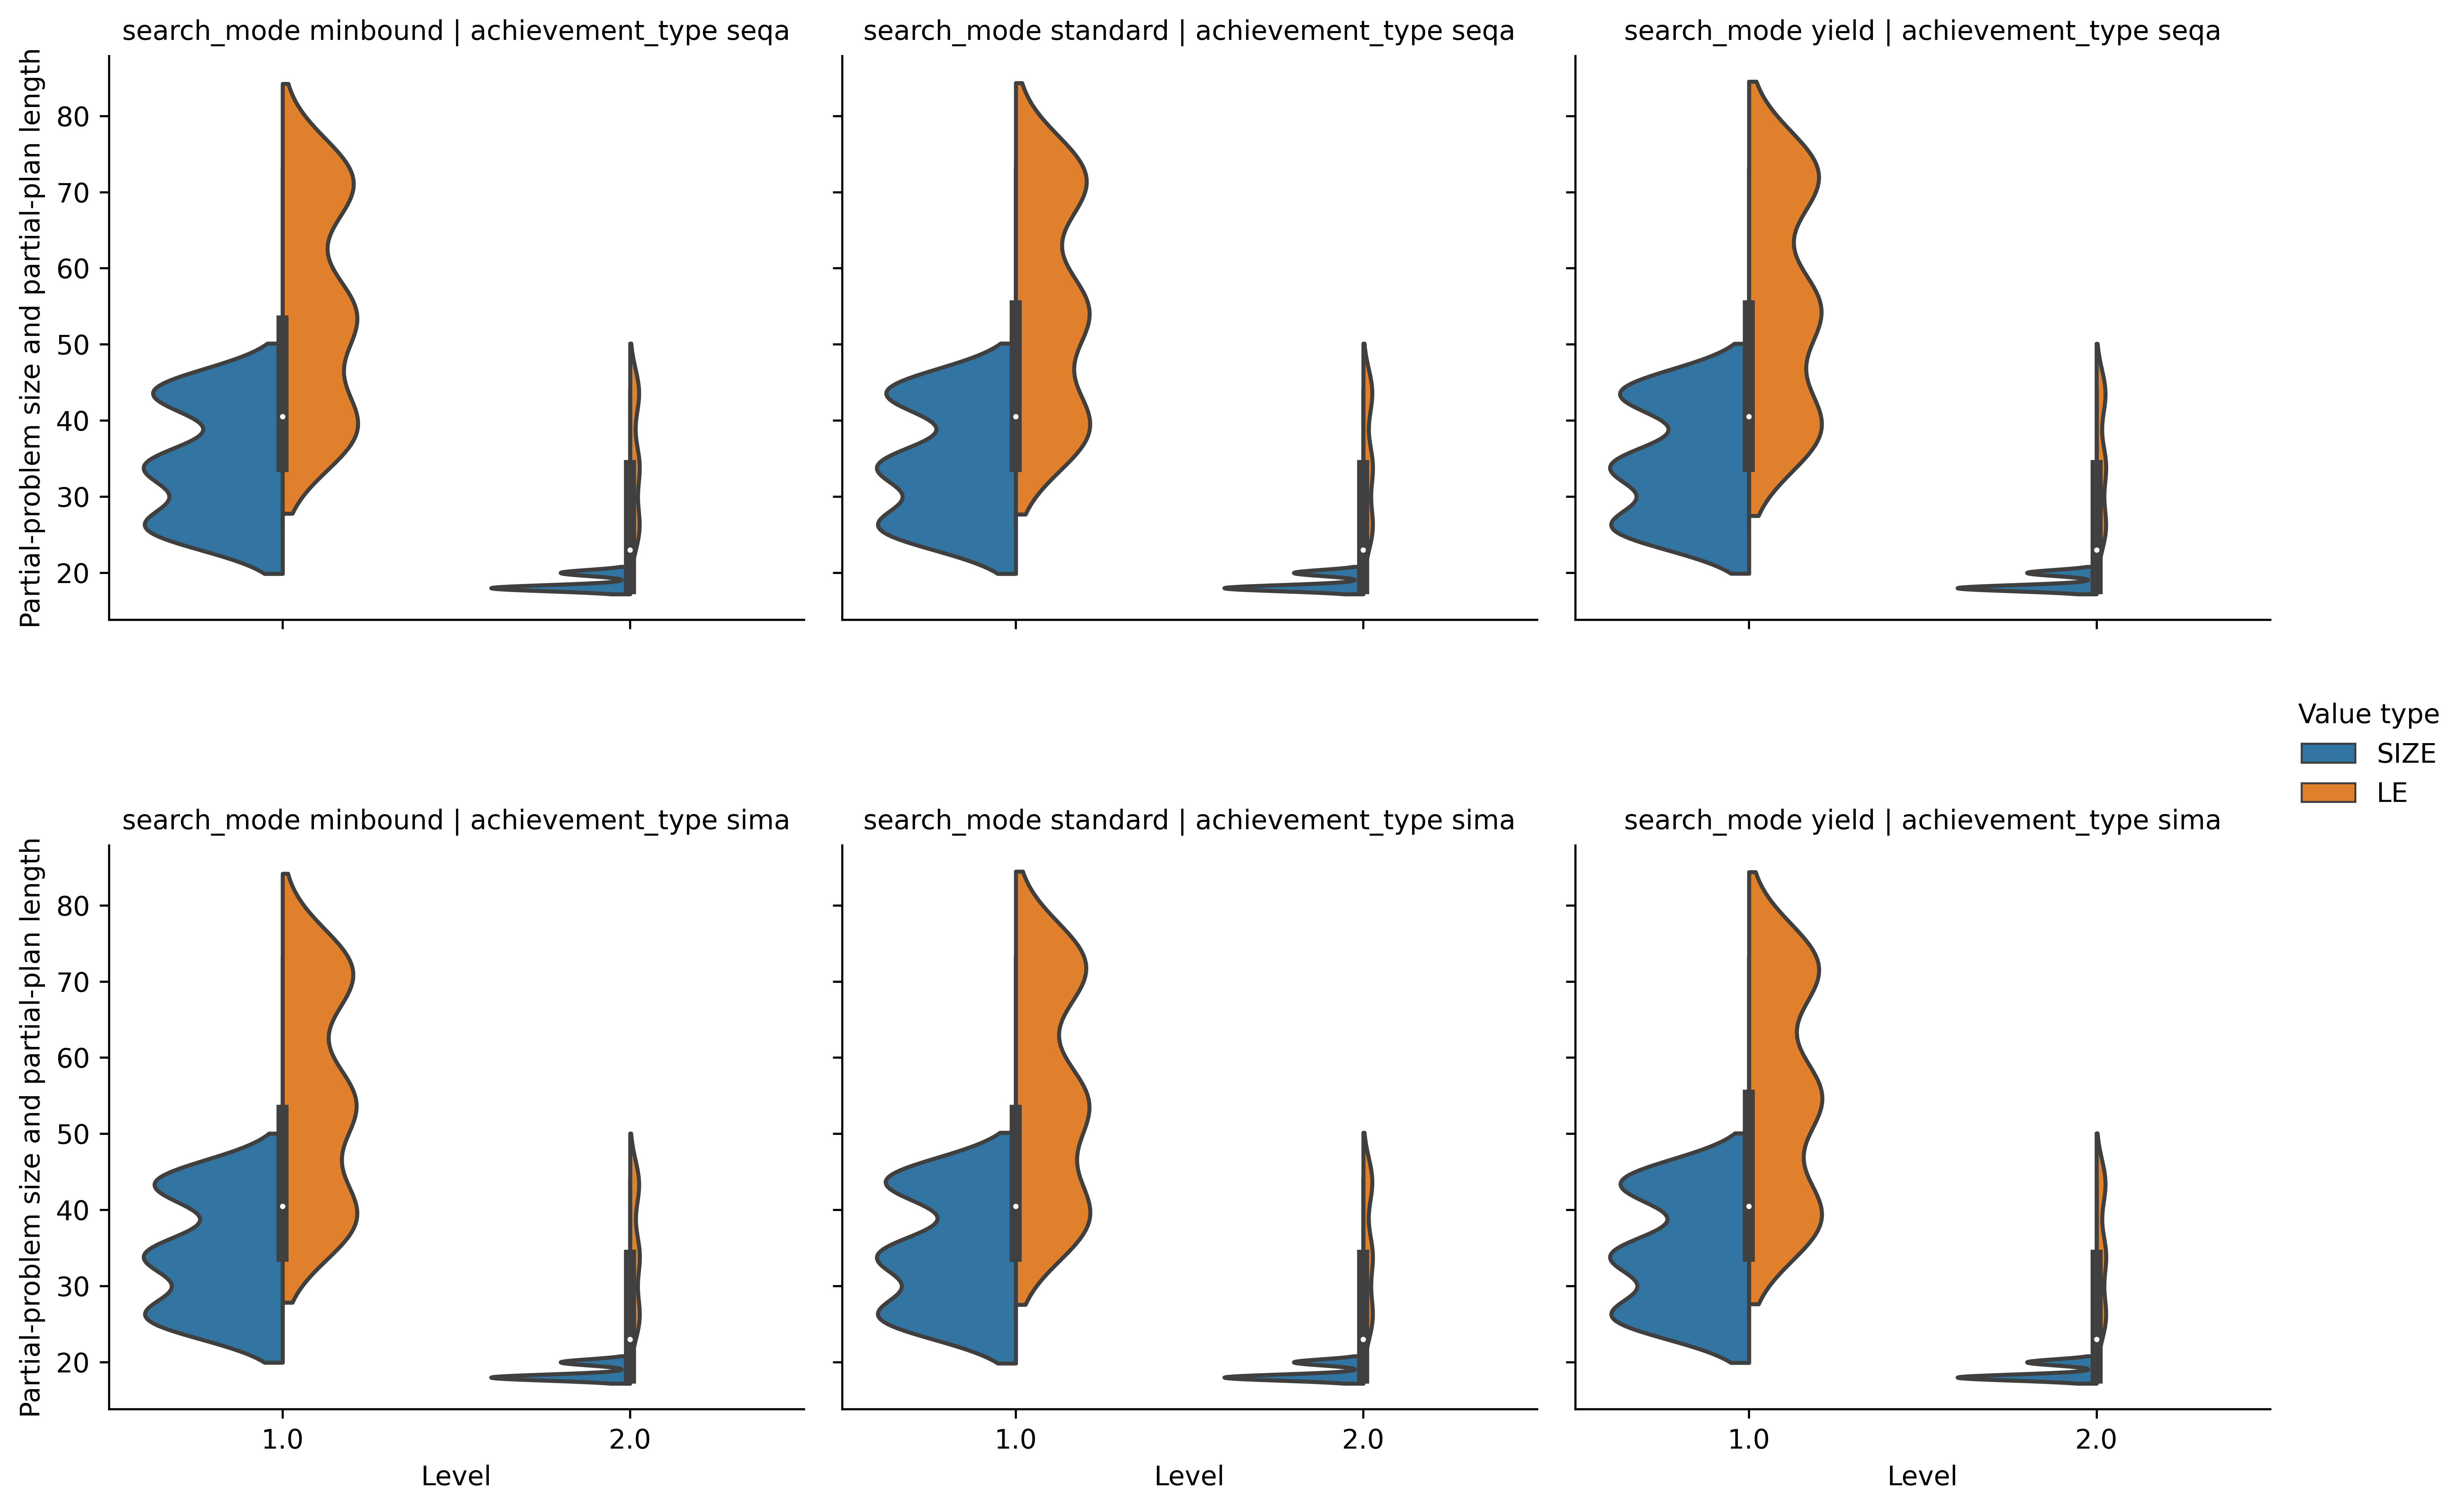 search_mode minbound | achievement_type seqa
search_mode standard | achievement_type seqa
search_mode yield | achievement_type seqa
Partial-problem size and partial-plan length
80
70
60
50
40
30
20
Value type
SIZE
LE
search_mode minbound | achievement_type sima
search_mode standard | achievement_type sima
search_mode yield | achievement_type sima
Partial-problem size and partial-plan length
80
70
60
50
40
30
20
1.0
2.0
1.0
2.0
1.0
2.0
Level
Level
Level